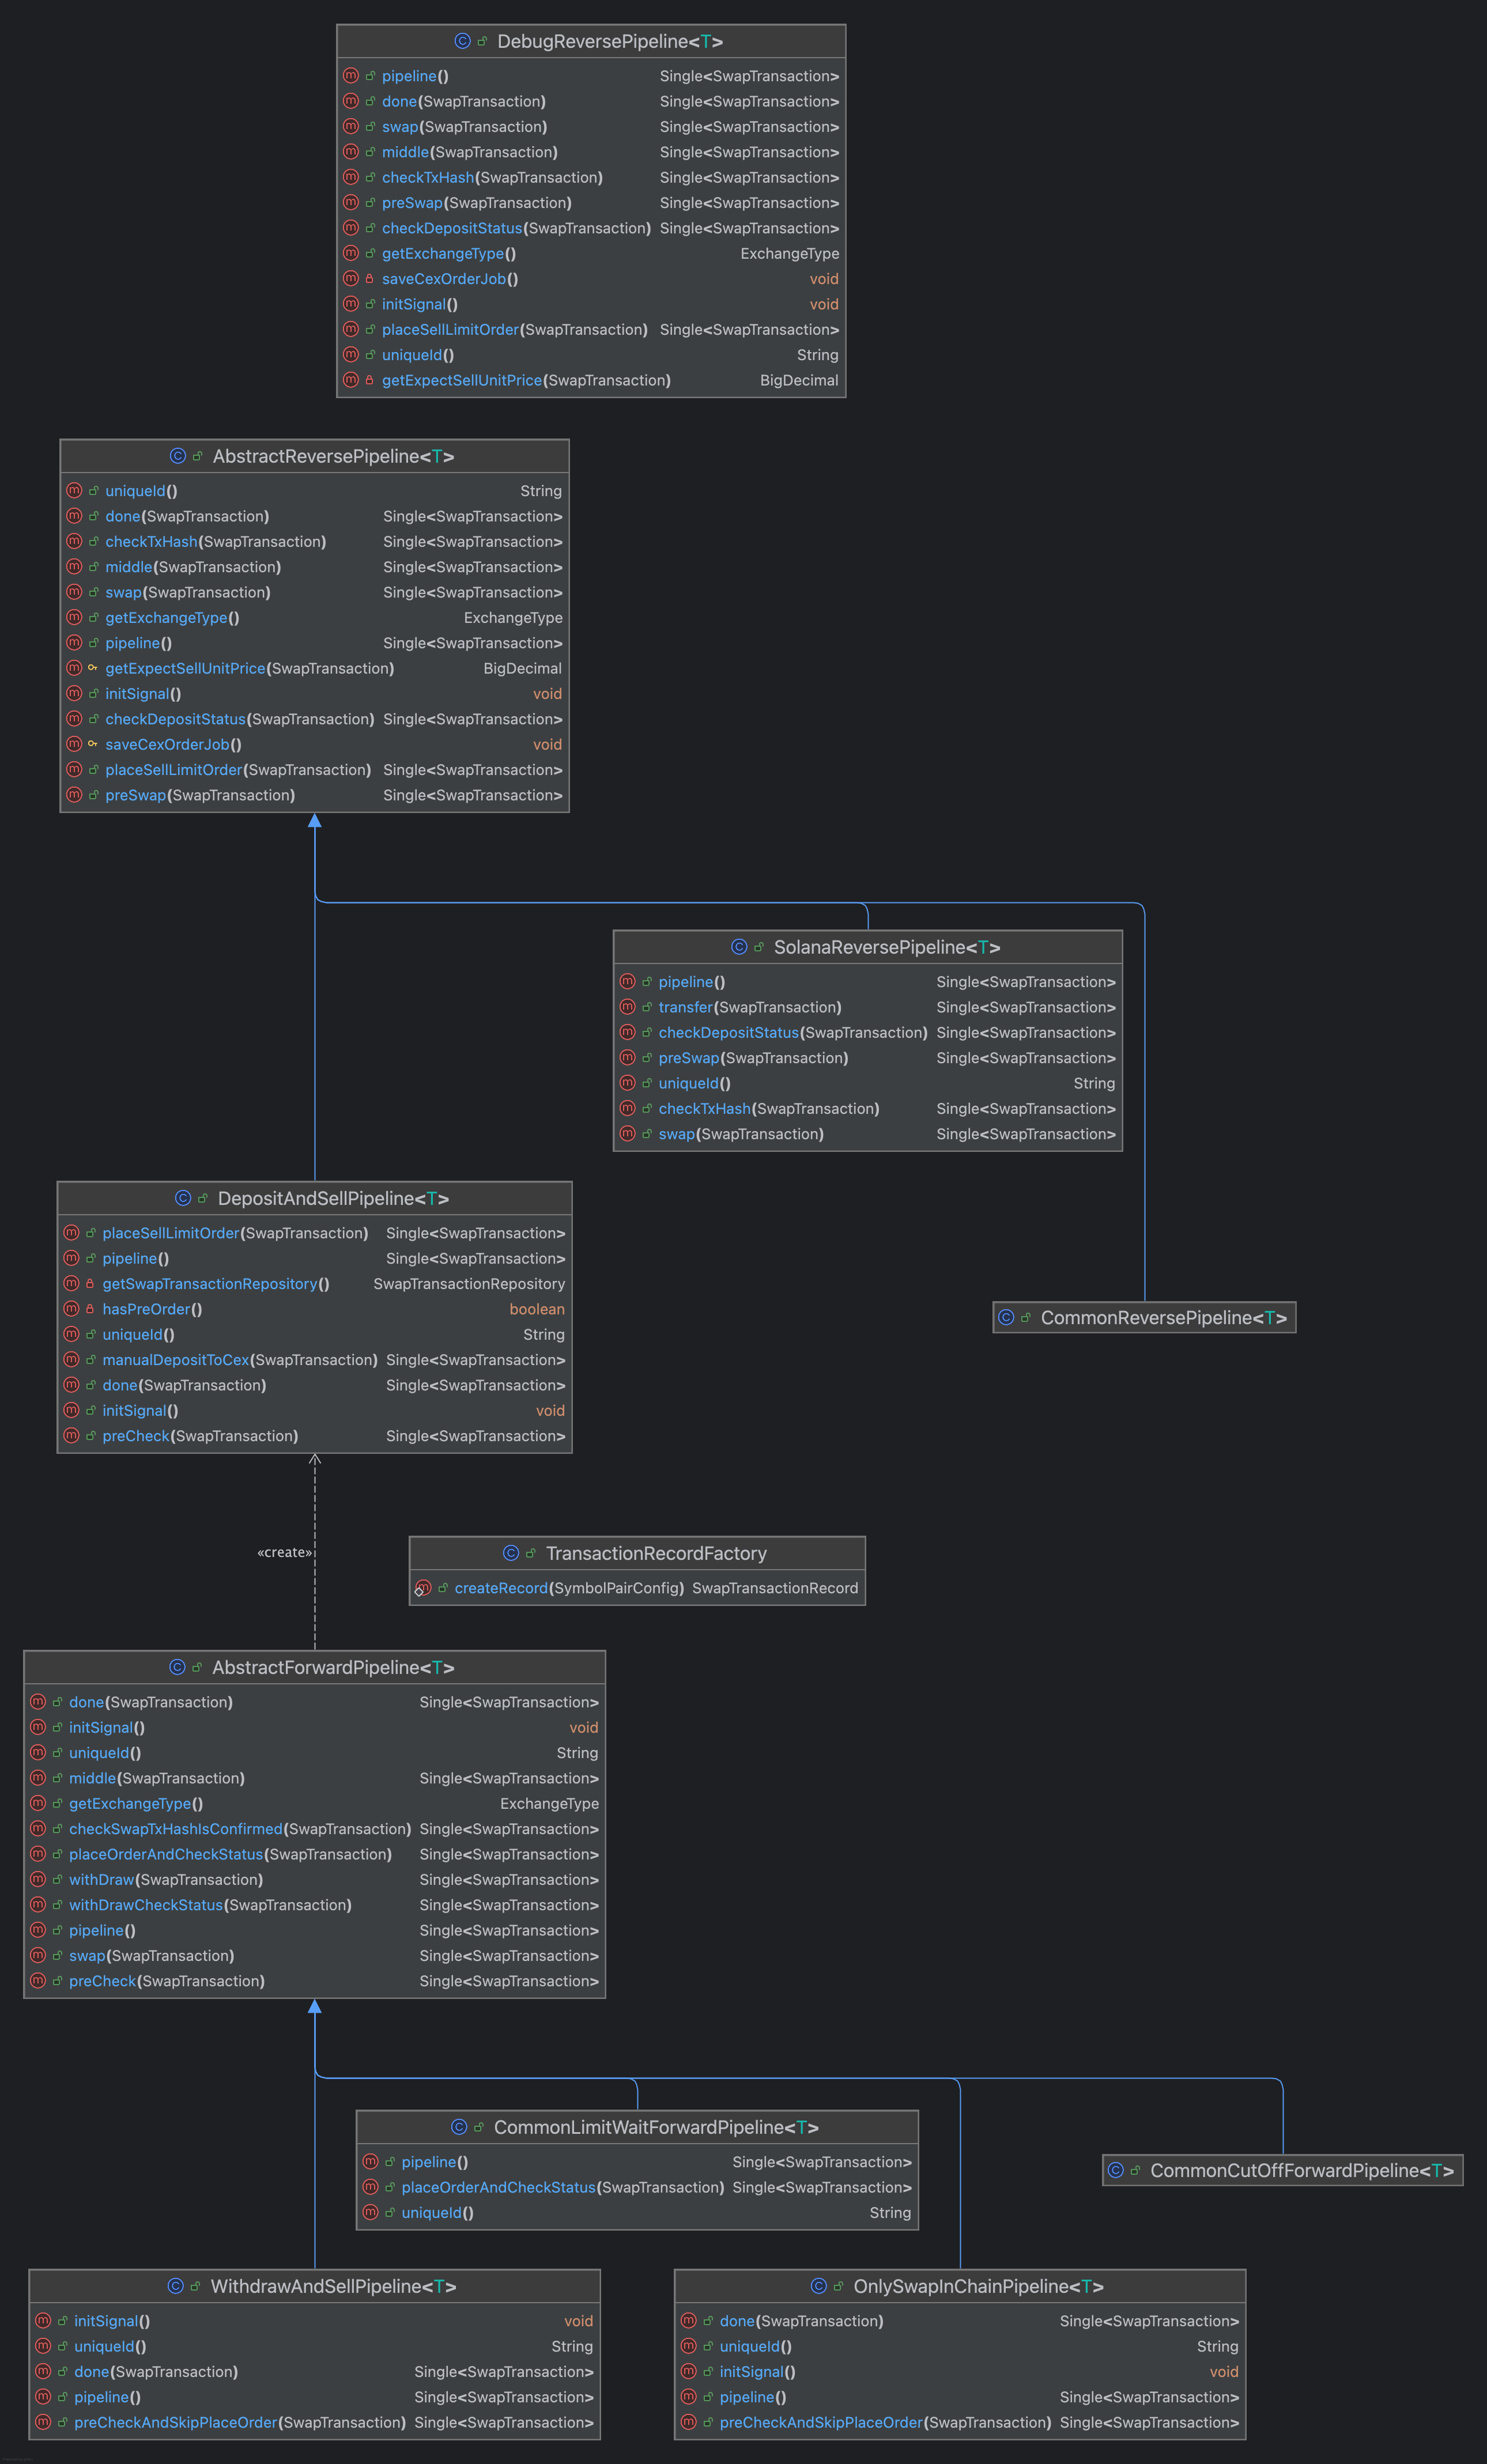 DebugReversePipeline<T>
pipeline() Single<SwapTransaction>
done(SwapTransaction) Single<SwapTransaction>
swap(SwapTransaction) Single<SwapTransaction>
middle(SwapTransaction) Single<SwapTransaction>
checkTxHash(SwapTransaction) Single<SwapTransaction>
preSwap(SwapTransaction) Single<SwapTransaction>
checkDepositStatus(SwapTransaction) Single<SwapTransaction>
getExchangeType() ExchangeType
saveCexOrderJob() void
initSignal() void
placeSellLimitOrder(SwapTransaction) Single<SwapTransaction>
uniqueId() String
getExpectSellUnitPrice(SwapTransaction) BigDecimal
AbstractReversePipeline<T>
uniqueId() String
done(SwapTransaction) Single<SwapTransaction>
checkTxHash(SwapTransaction) Single<SwapTransaction>
middle(SwapTransaction) Single<SwapTransaction>
swap(SwapTransaction) Single<SwapTransaction>
getExchangeType() ExchangeType
pipeline() Single<SwapTransaction>
getExpectSellUnitPrice(SwapTransaction) BigDecimal
initSignal() void
checkDepositStatus(SwapTransaction) Single<SwapTransaction>
saveCexOrderJob() void
placeSellLimitOrder(SwapTransaction) Single<SwapTransaction>
preSwap(SwapTransaction) Single<SwapTransaction>
SolanaReversePipeline<T>
pipeline() Single<SwapTransaction>
transfer(SwapTransaction) Single<SwapTransaction>
checkDepositStatus(SwapTransaction) Single<SwapTransaction>
preSwap(SwapTransaction) Single<SwapTransaction>
uniqueId() String
checkTxHash(SwapTransaction) Single<SwapTransaction>
swap(SwapTransaction) Single<SwapTransaction>
DepositAndSellPipeline<T>
placeSellLimitOrder(SwapTransaction) Single<SwapTransaction>
pipeline() Single<SwapTransaction>
getSwapTransactionRepository() SwapTransactionRepository
hasPreOrder() boolean
uniqueId() String
manualDepositToCex(SwapTransaction) Single<SwapTransaction>
done(SwapTransaction) Single<SwapTransaction>
initSignal() void
preCheck(SwapTransaction) Single<SwapTransaction>
CommonReversePipeline<T>
«create»
TransactionRecordFactory
createRecord(SymbolPairConfig) SwapTransactionRecord
AbstractForwardPipeline<T>
done(SwapTransaction) Single<SwapTransaction>
initSignal() void
uniqueId() String
middle(SwapTransaction) Single<SwapTransaction>
getExchangeType() ExchangeType
checkSwapTxHashIsConfirmed(SwapTransaction) Single<SwapTransaction>
placeOrderAndCheckStatus(SwapTransaction) Single<SwapTransaction>
withDraw(SwapTransaction) Single<SwapTransaction>
withDrawCheckStatus(SwapTransaction) Single<SwapTransaction>
pipeline() Single<SwapTransaction>
swap(SwapTransaction) Single<SwapTransaction>
preCheck(SwapTransaction) Single<SwapTransaction>
CommonLimitWaitForwardPipeline<T>
pipeline() Single<SwapTransaction>
placeOrderAndCheckStatus(SwapTransaction) Single<SwapTransaction>
uniqueId() String
CommonCutOffForwardPipeline<T>
WithdrawAndSellPipeline<T>
initSignal() void
uniqueId() String
done(SwapTransaction) Single<SwapTransaction>
pipeline() Single<SwapTransaction>
preCheckAndSkipPlaceOrder(SwapTransaction) Single<SwapTransaction>
OnlySwapInChainPipeline<T>
done(SwapTransaction) Single<SwapTransaction>
uniqueId() String
initSignal() void
pipeline() Single<SwapTransaction>
preCheckAndSkipPlaceOrder(SwapTransaction) Single<SwapTransaction>